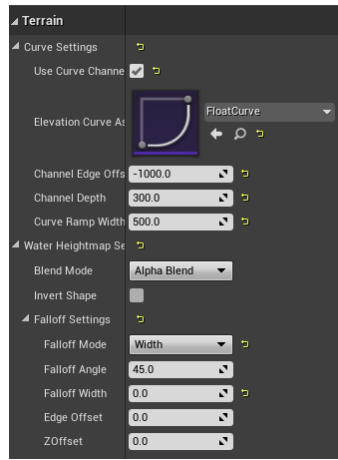 Terrain
Curve Settings
Use Curve Channe
Elevation Curve As
FloatCurve
Channel Edge Offs -1000.0
Channel Depth 300.0
Curve Ramp Width 500.0
Water Heightmap Se
Blend Mode Alpha Blend
Invert Shape
Falloff Settings
Falloff Mode Width
Falloff Angle 45.0
Falloff Width 0.0
Edge Offset 0.0
ZOffset 0.0